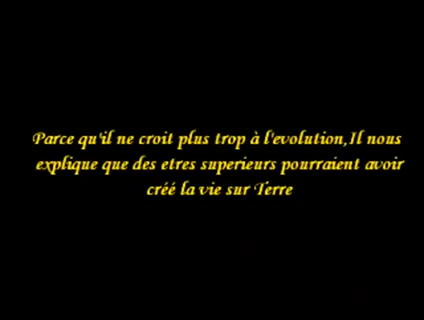 Parce qu'il ne croit plus trop à l'evolution,Il nous
explique que des etres superieurs pourraient avoir
créé la vie sur Terre